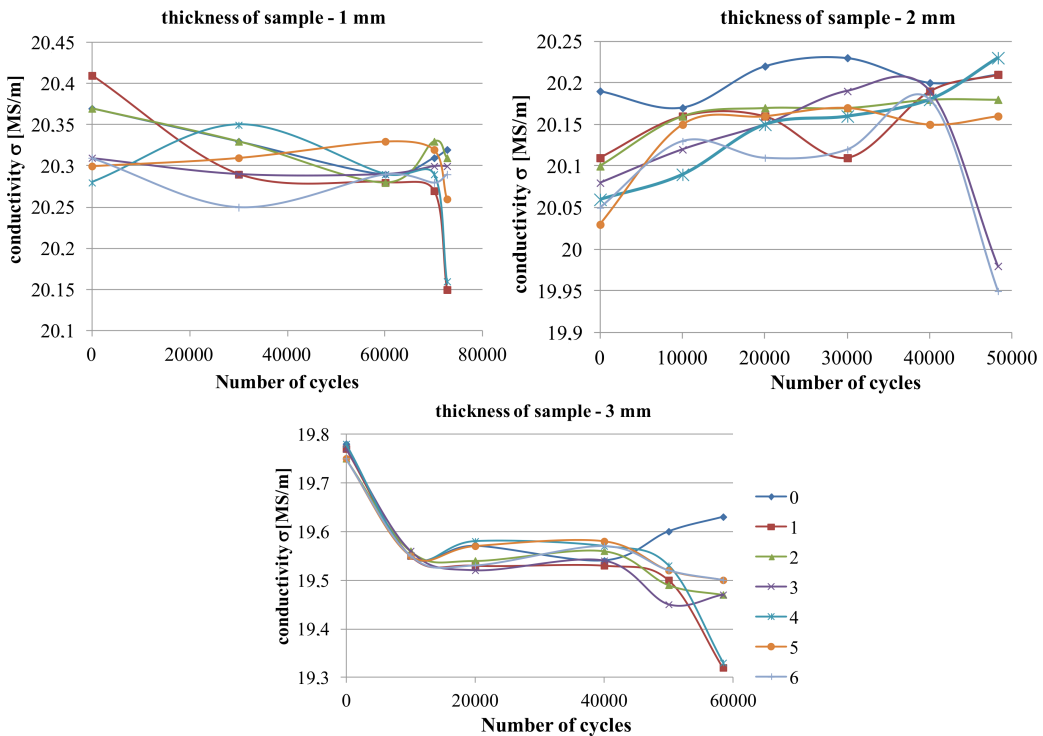 thickness of sample - 1 mm
conductivity σ [MS/m]
20.45
20.4
20.35
20.3
20.25
20.2
20.15
20.1
0 20000 40000 60000 80000
Number of cycles
thickness of sample - 2 mm
conductivity σ [MS/m]
20.25
20.2
20.15
20.1
20.05
20
19.95
19.9
0 10000 20000 30000 40000 50000
Number of cycles
thickness of sample - 3 mm
conductivity σ[MS/m]
19.8
19.7
19.6
19.5
19.4
19.3
0 20000 40000 60000
Number of cycles
0
1
2
3
4
5
6